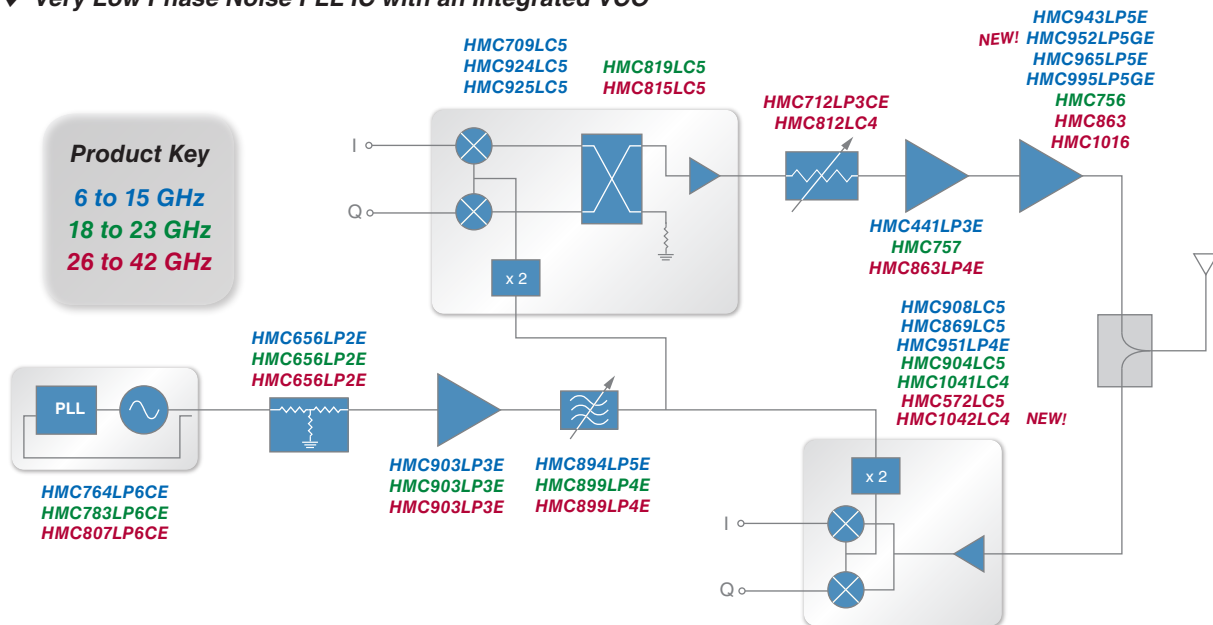 Very Low Phase Noise PLL IC with an Integrated VCO
HMC943LP5E
NEW! HMC952LP5GE
HMC965LP5E
HMC995LP5GE
HMC756
HMC863
HMC1016
HMC709LC5
HMC924LC5
HMC925LC5
HMC819LC5
HMC815LC5
HMC712LP3CE
HMC812LC4
Product Key
6 to 15 GHz
18 to 23 GHz
26 to 42 GHz
I
Q
x 2
HMC441LP3E
HMC757
HMC863LP4E
HMC656LP2E
HMC656LP2E
HMC656LP2E
HMC908LC5
HMC869LC5
HMC951LP4E
HMC904LC5
HMC1041LC4
HMC572LC5
HMC1042LC4 NEW!
PLL
HMC764LP6CE
HMC783LP6CE
HMC807LP6CE
HMC903LP3E
HMC903LP3E
HMC903LP3E
HMC894LP5E
HMC899LP4E
HMC899LP4E
x 2
I
Q